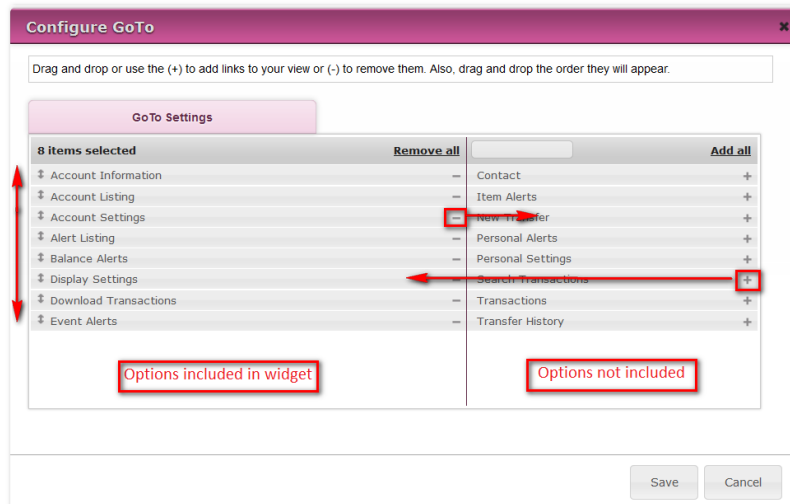 Configure GoTo
Drag and drop or use the (+) to add links to your view or (-) to remove them. Also, drag and drop the order they will appear.
GoTo Settings
8 items selected Remove all Add all
Account Information Contact
Account Listing Item Alerts
Account Settings New Transfer
Alert Listing Personal Alerts
Balance Alerts Personal Settings
Display Settings Search Transactions
Download Transactions Transactions
Event Alerts Transfer History
Options included in widget Options not included
Save Cancel